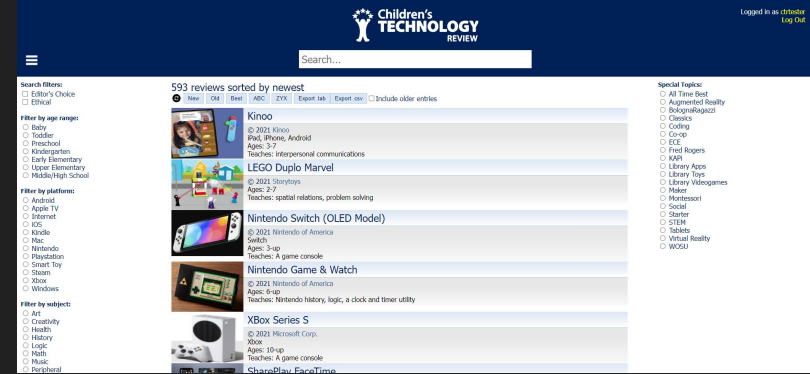 Children's
TECHNOLOGY
REVIEW
Logged in as ctrtester
Log Out
Search...
Search filters:
Editor's Choice
Ethical
Filter by age range:
Baby
Toddler
Preschool
Kindergarten
Early Elementary
Upper Elementary
Middle/High School
Filter by platform:
Android
Apple TV
Internet
iOS
Kindle
Mac
Nintendo
Playstation
Smart Toy
Steam
Xbox
Windows
Filter by subject:
Art
Creativity
Health
History
Logic
Math
Music
Peripheral
593 reviews sorted by newest
New Old Best ABC ZYX Export .tab Export .csv Include older entries
Kinoo
© 2021 Kinoo
iPad, iPhone, Android
Ages: 3-7
Teaches: interpersonal communications
LEGO Duplo Marvel
© 2021 Storytoys
Ages: 2-7
Teaches: spatial relations, problem solving
Nintendo Switch (OLED Model)
© 2021 Nintendo of America
Switch
Ages: 3-up
Teaches: A game console
Nintendo Game & Watch
© 2021 Nintendo of America
Ages: 6-up
Teaches: Nintendo history, logic, a clock and timer utility
XBox Series S
© 2021 Microsoft Corp.
Xbox
Ages: 10-up
Teaches: A game console
SharePlay FaceTime
Special Topics:
All Time Best
Augmented Reality
BolognaRagazzi
Classics
Coding
Co-op
ECE
Fred Rogers
KAPi
Library Apps
Library Toys
Library Videogames
Maker
Montessori
Social
Starter
STEM
Tablets
Virtual Reality
WOSU